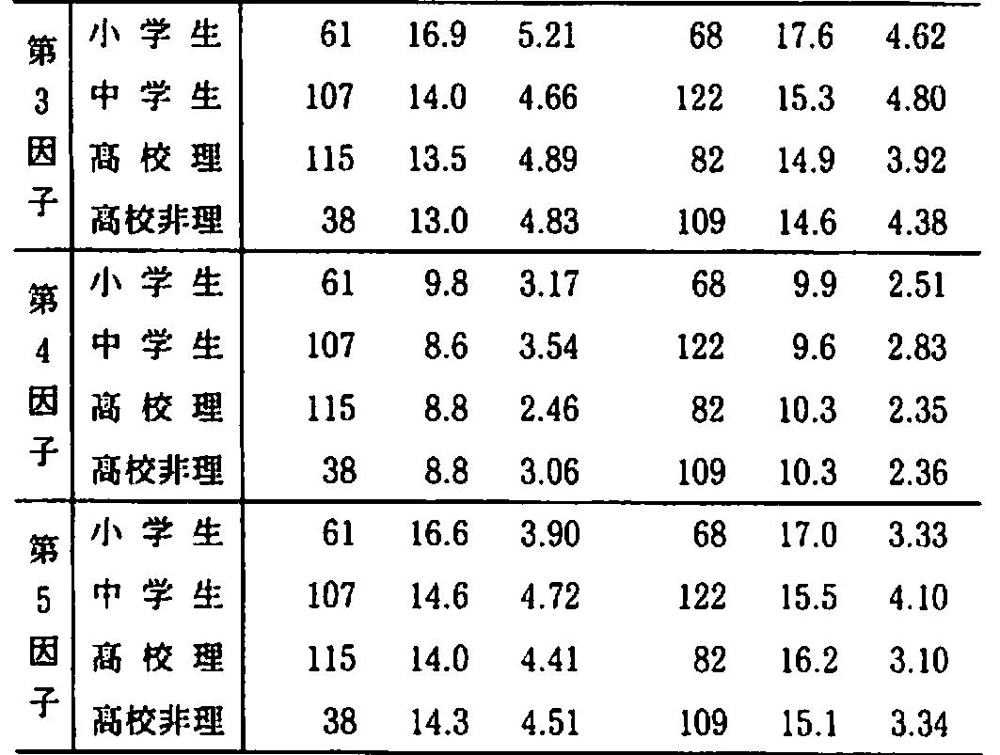 第3因子
小学生 61 16.9 5.21 68 17.6 4.62
中学生 107 14.0 4.66 122 15.3 4.80
高校理 115 13.5 4.89 82 14.9 3.92
高校非理 38 13.0 4.83 109 14.6 4.38
第4因子
小学生 61 9.8 3.17 68 9.9 2.51
中学生 107 8.6 3.54 122 9.6 2.83
高校理 115 8.8 2.46 82 10.3 2.35
高校非理 38 8.8 3.06 109 10.3 2.36
第5因子
小学生 61 16.6 3.90 68 17.0 3.33
中学生 107 14.6 4.72 122 15.5 4.10
高校理 115 14.0 4.41 82 16.2 3.10
高校非理 38 14.3 4.51 109 15.1 3.34